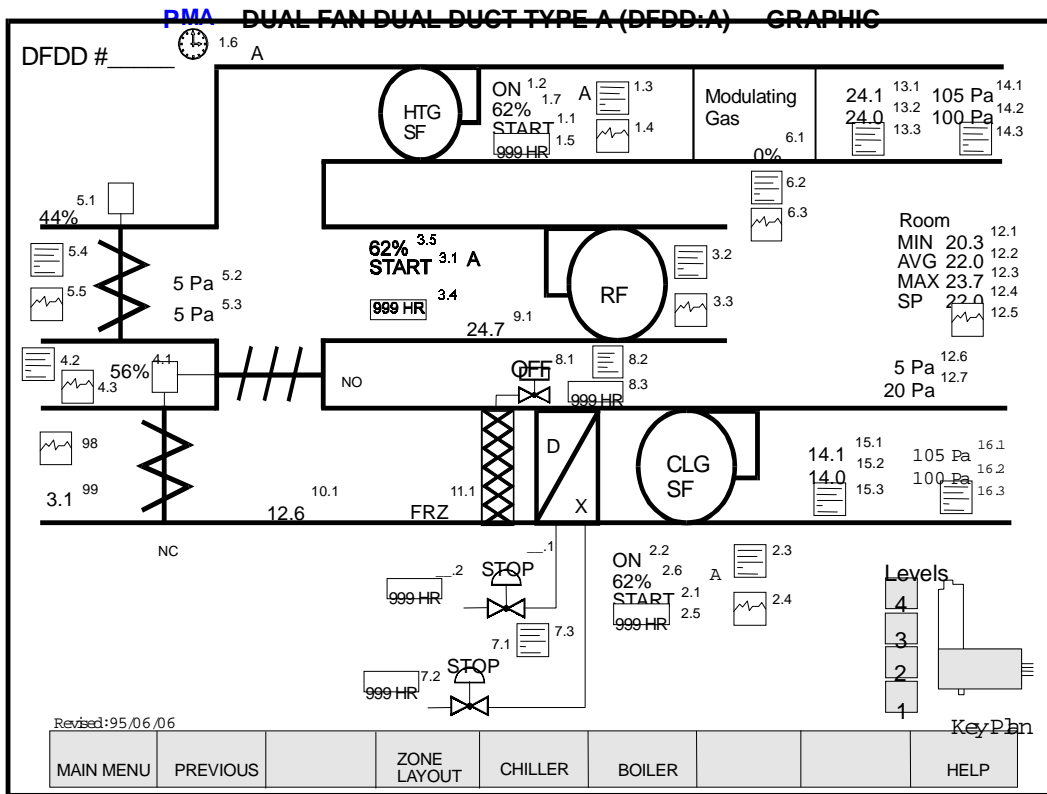 PMA DUAL FAN DUAL DUCT TYPE A (DFDD:A) GRAPHIC
DFDD #_____ 1.6 A
HTG SF
ON 1.2
62% 1.7
START 1.1
999 HR 1.5
A
1.3
1.4
Modulating Gas
0% 6.1
6.2
6.3
24.1 13.1
24.0 13.2
13.3
105 Pa 14.1
100 Pa 14.2
14.3
5.1
44%
5.4
5.5
5 Pa 5.2
5 Pa 5.3
62% 3.5
START 3.1 A
999 HR 3.4
24.7 9.1
RF
3.2
3.3
Room
MIN 20.3 12.1
AVG 22.0 12.2
MAX 23.7 12.3
SP 22.0 12.4
12.5
5 Pa 12.6
20 Pa 12.7
4.2
4.3
56% 4.1
NO
OFF 8.1
8.2
999 HR 8.3
98
3.1 99
NC
12.6 10.1
FRZ 11.1
D
X
CLG SF
14.1 15.1
14.0 15.2
15.3
105 Pa 16.1
100 Pa 16.2
16.3
__.1
__.2
999 HR
STOP
7.1
7.3
999 HR 7.2
STOP
ON 2.2
62% 2.6
START 2.1
999 HR 2.5
A
2.3
2.4
Levels
4
3
2
1
Key Plan
Revised:95/06/06
MAIN MENU
PREVIOUS
ZONE LAYOUT
CHILLER
BOILER
HELP